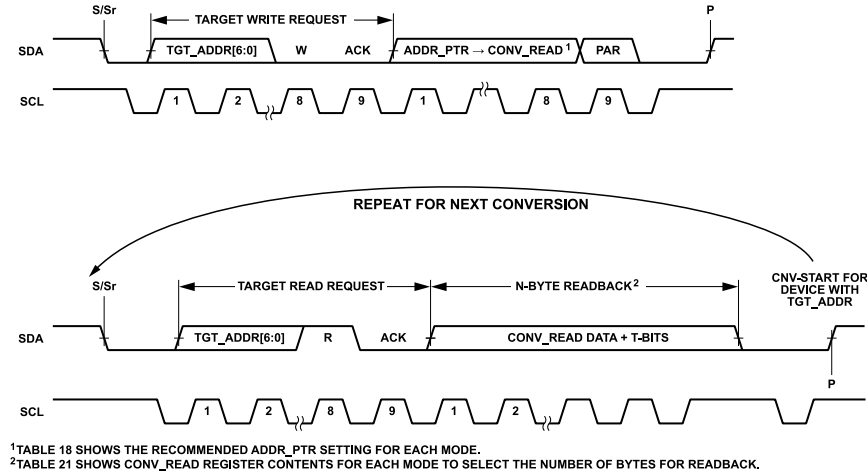 S/Sr
TARGET WRITE REQUEST
P
SDA
TGT_ADDR[6:0] W ACK ADDR_PTR → CONV_READ¹ PAR
SCL
1 2 8 9 1 8 9
REPEAT FOR NEXT CONVERSION
S/Sr
TARGET READ REQUEST
N-BYTE READBACK²
CNV-START FOR
DEVICE WITH
TGT_ADDR
SDA
TGT_ADDR[6:0] R ACK CONV_READ DATA + T-BITS
P
SCL
1 2 8 9 1 2
¹TABLE 18 SHOWS THE RECOMMENDED ADDR_PTR SETTING FOR EACH MODE.
²TABLE 21 SHOWS CONV_READ REGISTER CONTENTS FOR EACH MODE TO SELECT THE NUMBER OF BYTES FOR READBACK.